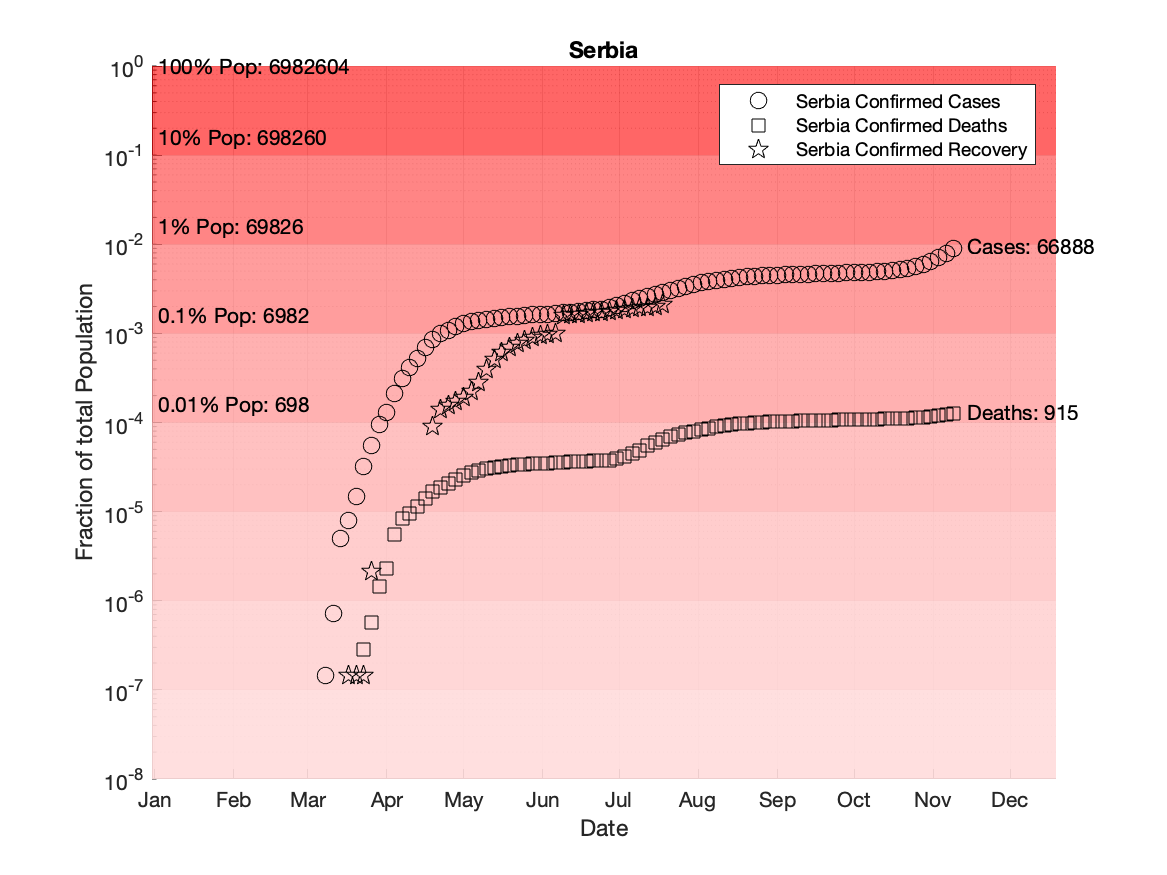 Serbia
10^0
100% Pop: 6982604
Serbia Confirmed Cases
Serbia Confirmed Deaths
Serbia Confirmed Recovery
10% Pop: 698260
10^-1
1% Pop: 69826
10^-2
Cases: 66888
0.1% Pop: 6982
10^-3
0.01% Pop: 698
10^-4
Deaths: 915
10^-5
10^-6
10^-7
10^-8
Fraction of total Population
Jan Feb Mar Apr May Jun Jul Aug Sep Oct Nov Dec
Date